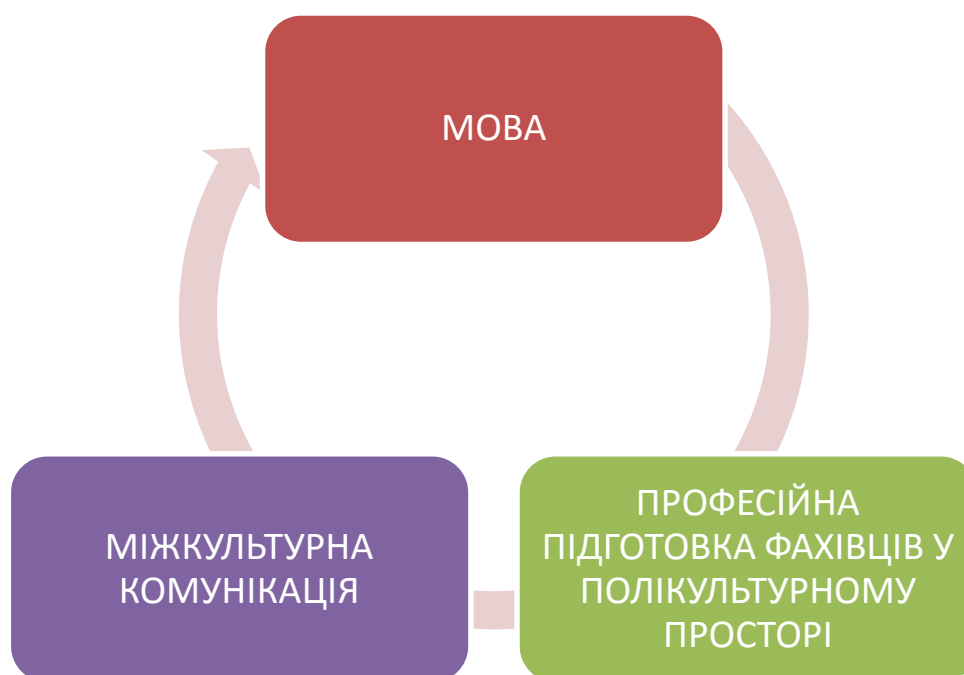 МОВА
МІЖКУЛЬТУРНА
КОМУНІКАЦІЯ
ПРОФЕСІЙНА
ПІДГОТОВКА ФАХІВЦІВ У
ПОЛІКУЛЬТУРНОМУ
ПРОСТОРІ